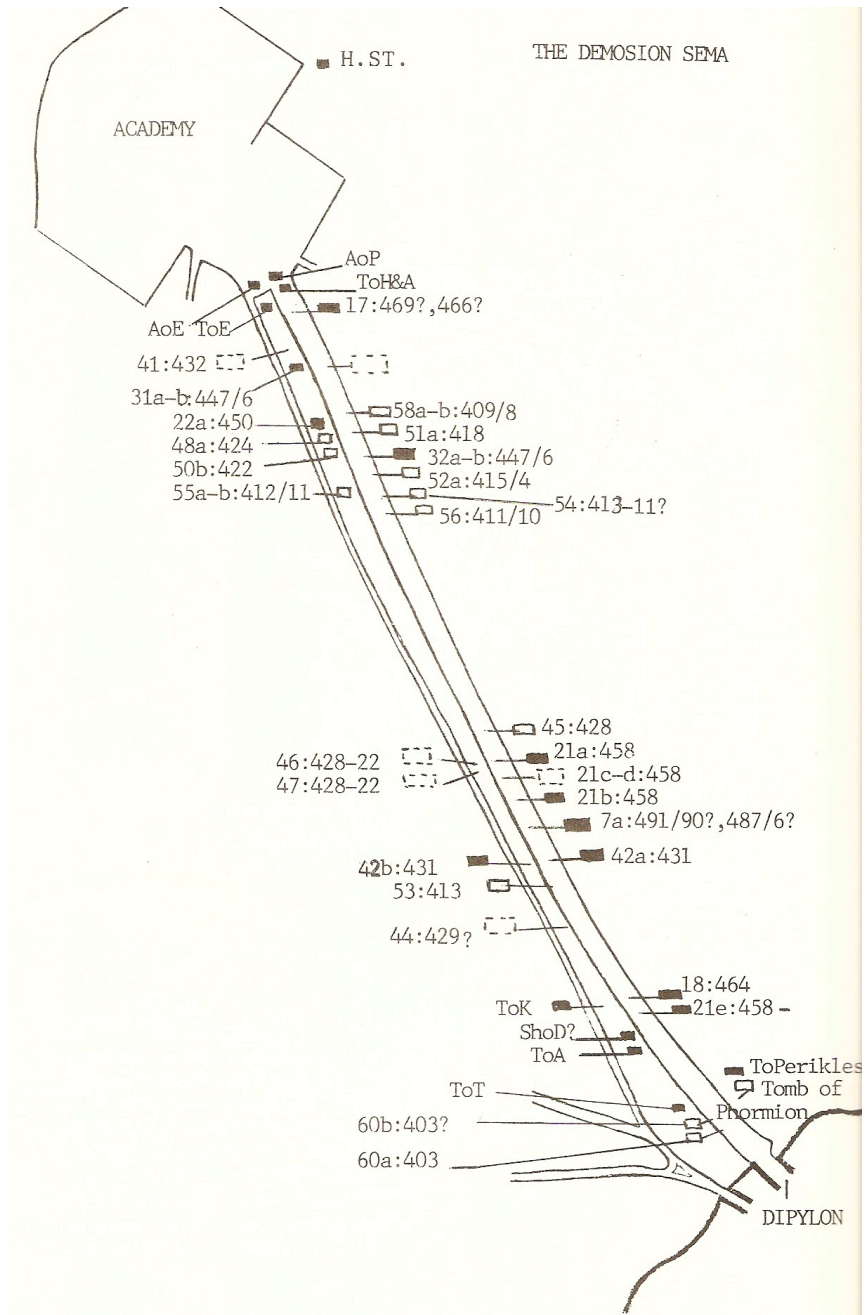 THE DEMOSION SEMA
H.ST.
ACADEMY
AoP
ToH&A
17:469?,466?
AoE ToE
41:432
31a-b:447/6
58a-b:409/8
22a:450
51a:418
48a:424
32a-b:447/6
50b:422
52a:415/4
55a-b:412/11
54:413-11?
56:411/10
45:428
21a:458
46:428-22
21c-d:458
47:428-22
21b:458
7a:491/90?,487/6?
42b:431
42a:431
53:413
44:429?
18:464
ToK
21e:458-
ShoD?
ToA
ToPerikles
ToT
Tomb of
Phormion
60b:403?
60a:403
DIPYLON